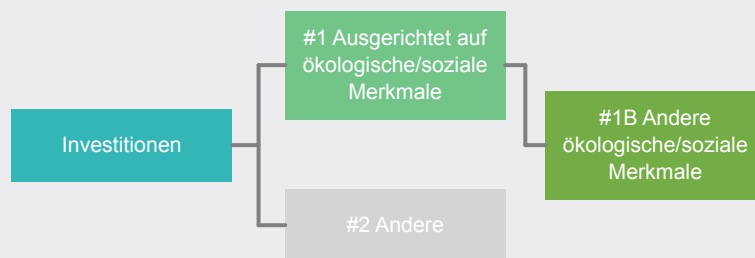 #1 Ausgerichtet auf
ökologische/soziale
Merkmale
Investitionen
#1B Andere
ökologische/soziale
Merkmale
#2 Andere